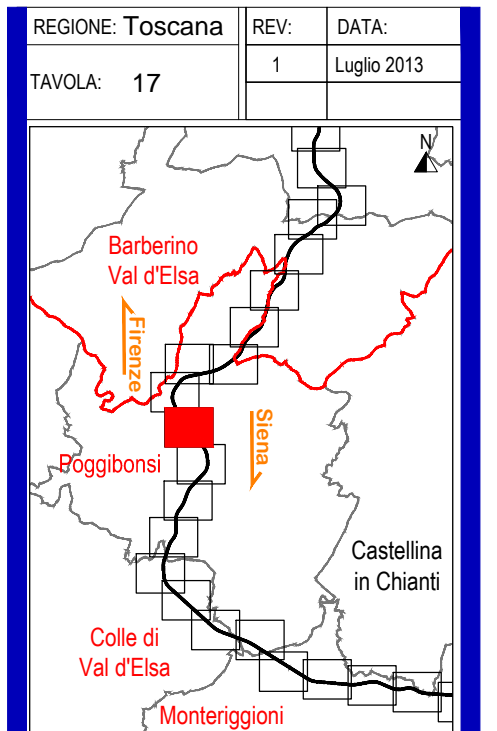 REGIONE: Toscana
REV:
DATA:
TAVOLA: 17
1
Luglio 2013
N
Barberino
Val d'Elsa
Firenze
Siena
Poggibonsi
Castellina
in Chianti
Colle di
Val d'Elsa
Monteriggioni